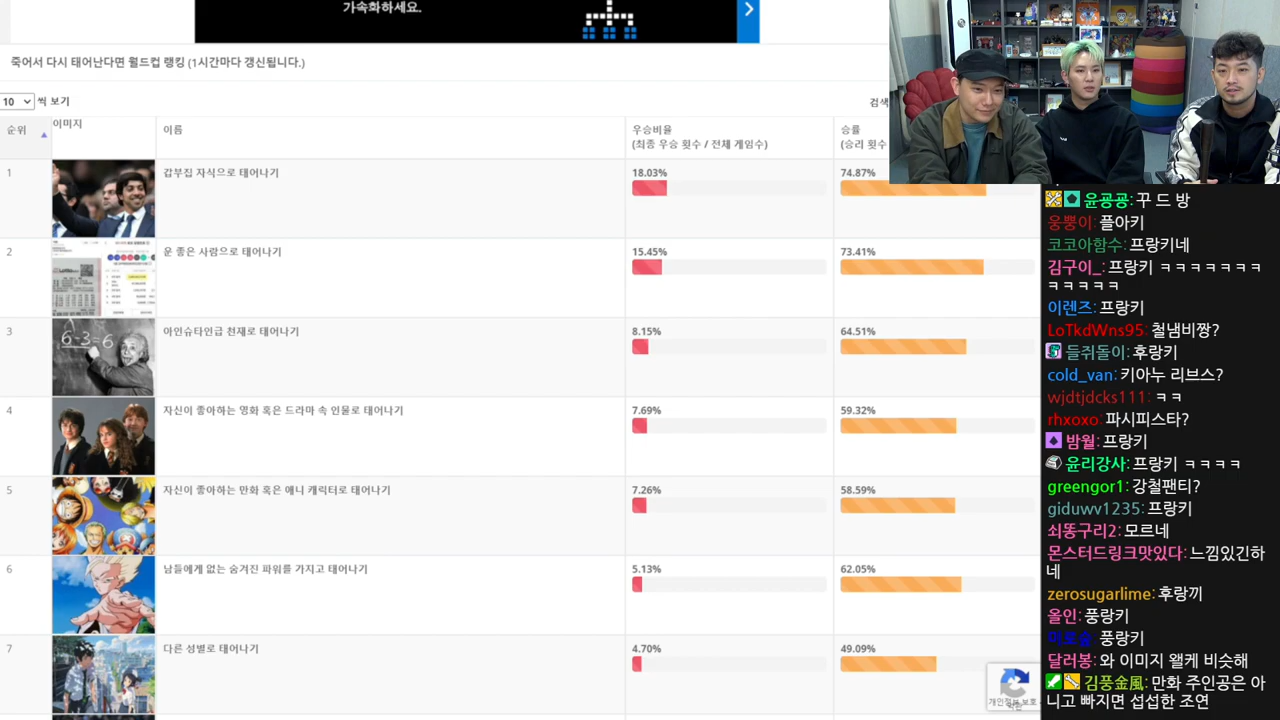 가속화하세요.
죽어서 다시 태어난다면 월드컵 랭킹 (1시간마다 갱신됩니다.)
10 씩 보기
검색
순위 이미지 이름 우승비율 승률
(최종 우승 횟수 / 전체 게임수) (승리 횟수
1 갑부집 자식으로 태어나기 18.03% 74.87%
2 운 좋은 사람으로 태어나기 15.45% 73.41%
3 아인슈타인급 천재로 태어나기 8.15% 64.51%
6-3=6
4 자신이 좋아하는 영화 혹은 드라마 속 인물로 태어나기 7.69% 59.32%
5 자신이 좋아하는 만화 혹은 애니 캐릭터로 태어나기 7.26% 58.59%
6 남들에게 없는 숨겨진 파워를 가지고 태어나기 5.13% 62.05%
7 다른 성별로 태어나기 4.70% 49.09%
개인정보 보호
윤굥굥: 꾸 드 방
웅뿡이: 플아키
코코아함수: 프랑키네
김구이_: 프랑키 ㅋㅋㅋㅋㅋㅋㅋ
ㅋㅋㅋㅋㅋ
이렌즈: 프랑키
LoTkdWns95: 철냄비짱?
들쥐돌이: 후랑키
cold_van: 키아누 리브스?
wjdtjdcks111: ㅋㅋ
rhxoxo: 파시피스타?
밤월: 프랑키
윤리강사: 프랑키 ㅋㅋㅋㅋ
greengor1: 강철팬티?
giduwv1235: 프랑키
쇠똥구리2: 모르네
몬스터드링크맛있다: 느낌있긴하
네
zerosugarlime: 후랑끼
올인: 풍랑키
미로숲: 풍랑키
달러봉: 와 이미지 왤케 비슷해
김풍金風: 만화 주인공은 아
니고 빠지면 섭섭한 조연